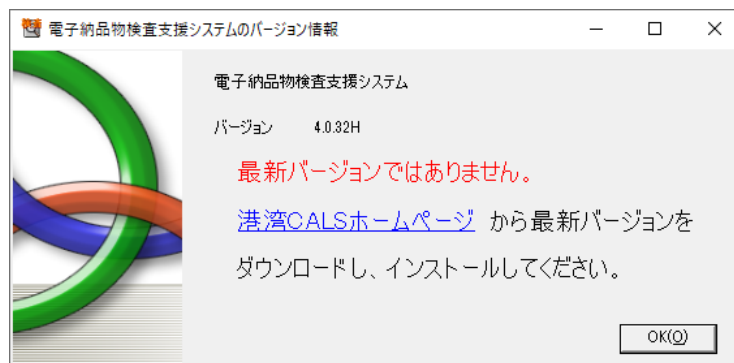 電子納品物検査支援システムのバージョン情報
電子納品物検査支援システム
バージョン 4.0.32H
最新バージョンではありません。
港湾CALSホームページ から最新バージョンを
ダウンロードし、インストールしてください。
OK(O)